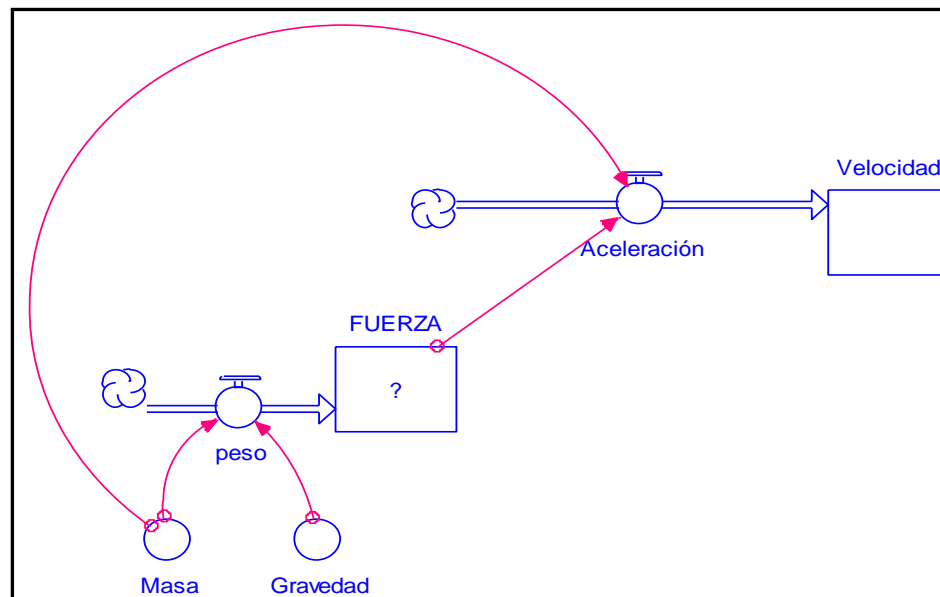 Velocidad
Aceleración
FUERZA
?
peso
Masa
Gravedad